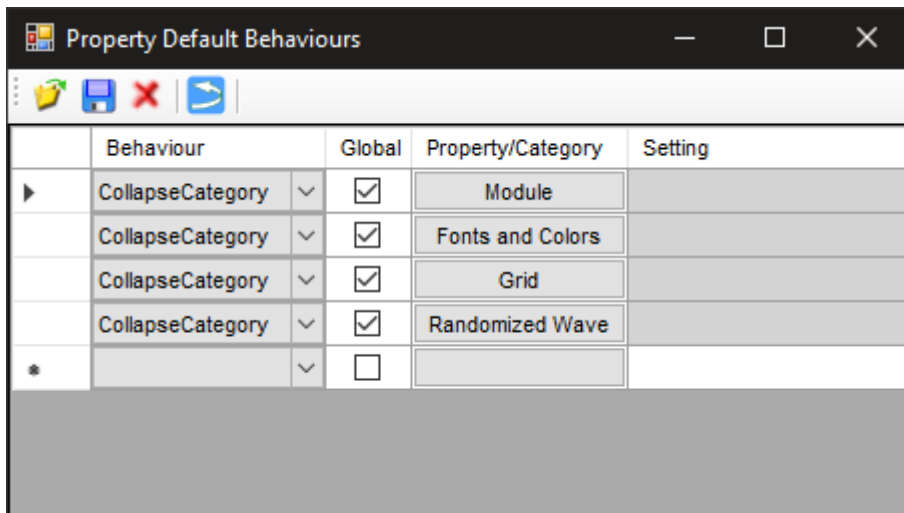 Property Default Behaviours
Behaviour Global Property/Category Setting
CollapseCategory Module
CollapseCategory Fonts and Colors
CollapseCategory Grid
CollapseCategory Randomized Wave